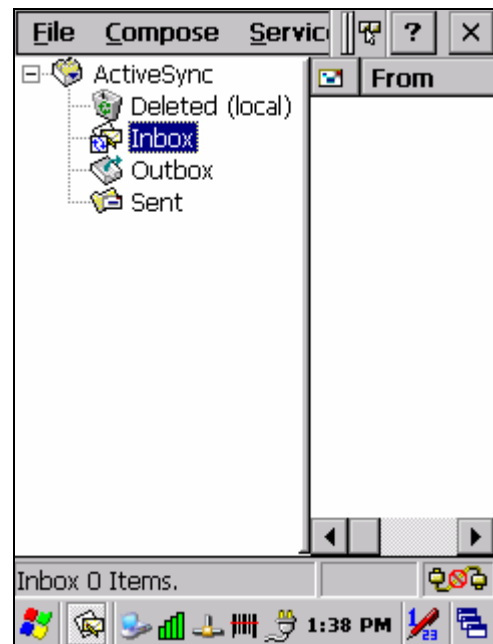 File Compose Servic ?
ActiveSync
From
Deleted (local)
Inbox
Outbox
Sent
Inbox 0 Items.
1:38 PM